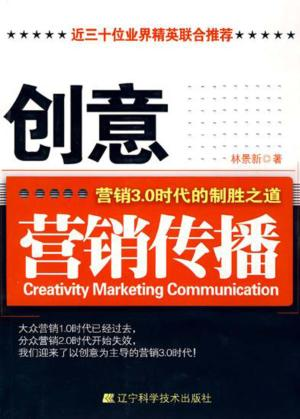 ★★★★★近三十位业界精英联合推荐★★★★★
创意
林景新◎著
营销3.0时代的制胜之道
营销传播
Creativity Marketing Communication
大众营销1.0时代已经过去，
分众营销2.0时代开始失效，
我们迎来了以创意为主导的营销3.0时代！
辽宁科学技术出版社